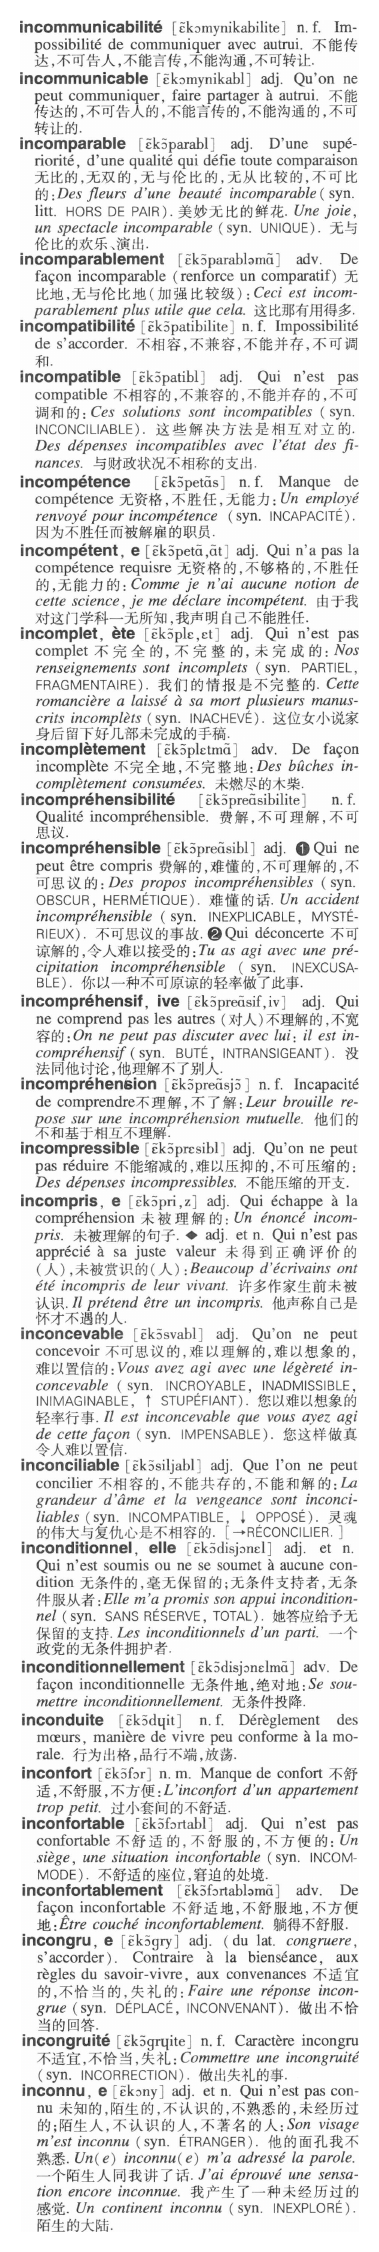 incommunicabilité [ɛ̃kɔmynikabilite] n. f. Im-
possibilité de communiquer avec autrui. 不能传
达,不可告人,不能言传,不能沟通,不可转让.
incommunicable [ɛ̃kɔmynikabl] adj. Qu'on ne
peut communiquer, faire partager à autrui. 不能
传达的,不可告人的,不能言传的,不能沟通的,不可
转让的.
incomparable [ɛ̃kɔ̃parabl] adj. D'une supé-
riorité, d'une qualité qui défie toute comparaison
无比的,无双的,无与伦比的,无从比较的,不可比
的:Des fleurs d'une beauté incomparable (syn.
litt. HORS DE PAIR). 美妙无比的鲜花. Une joie,
un spectacle incomparable (syn. UNIQUE). 无与
伦比的欢乐、演出.
incomparablement [ɛ̃kɔ̃parabləmɑ̃] adv. De
façon incomparable (renforce un comparatif) 无
比地,无与伦比地(加强比较级):Ceci est incom-
parablement plus utile que cela. 这比那有用得多.
incompatibilité [ɛ̃kɔ̃patibilite] n. f. Impossibilité
de s'accorder. 不相容,不兼容,不能并存,不可调
和.
incompatible [ɛ̃kɔ̃patibl] adj. Qui n'est pas
compatible 不相容的,不兼容的,不能并存的,不可
调和的:Ces solutions sont incompatibles (syn.
INCONCILIABLE). 这些解决方法是相互对立的.
Des dépenses incompatibles avec l'état des fi-
nances. 与财政状况不相称的支出.
incompétence [ɛ̃kɔ̃petɑ̃s] n. f. Manque de
compétence 无资格,不胜任,无能力:Un employé
renvoyé pour incompétence (syn. INCAPACITÉ).
因为不胜任而被解雇的职员.
incompétent, e [ɛ̃kɔ̃petɑ̃,ɑ̃t] adj. Qui n'a pas la
compétence requisre 无资格的,不够格的,不胜任
的,无能力的:Comme je n'ai aucune notion de
cette science, je me déclare incompétent. 由于我
对这门学科一无所知,我声明自己不能胜任.
incomplet, ète [ɛ̃kɔ̃plɛ,ɛt] adj. Qui n'est pas
complet 不完全的,不完整的,未完成的:Nos
renseignements sont incomplets (syn. PARTIEL,
FRAGMENTAIRE). 我们的情报是不完整的. Cette
romancière a laissé à sa mort plusieurs manus-
crits incomplèts (syn. INACHEVÉ). 这位女小说家
身后留下好几部未完成的手稿.
incomplètement [ɛ̃kɔ̃plɛtmɑ̃] adv. De façon
incomplète 不完全地,不完整地:Des bûches in-
complètement consumées. 未燃尽的木柴.
incompréhensibilité [ɛ̃kɔ̃preɑ̃sibilite] n. f.
Qualité incompréhensible. 费解,不可理解,不可
思议.
incompréhensible [ɛ̃kɔ̃preɑ̃sibl] adj. ❶ Qui ne
peut être compris 费解的,难懂的,不可理解的,不
可思议的:Des propos incompréhensibles (syn.
OBSCUR, HERMÉTIQUE). 难懂的话. Un accident
incompréhensible (syn. INEXPLICABLE, MYSTÉ-
RIEUX). 不可思议的事故. ❷ Qui déconcerte 不可
谅解的,令人难以接受的:Tu as agi avec une pré-
cipitation incompréhensible (syn. INEXCUSA-
BLE). 你以一种不可原谅的轻率做了此事.
incompréhensif, ive [ɛ̃kɔ̃preɑ̃sif,iv] adj. Qui
ne comprend pas les autres (对人)不理解的,不宽
容的:On ne peut pas discuter avec lui: il est in-
compréhensif (syn. BUTÉ, INTRANSIGEANT). 没
法同他讨论,他理解不了别人.
incompréhension [ɛ̃kɔ̃preɑ̃sjɔ̃] n. f. Incapacité
de comprendre不理解,不了解:Leur brouille re-
pose sur une incompréhension mutuelle. 他们的
不和基于相互不理解.
incompressible [ɛ̃kɔ̃prɛsibl] adj. Qu'on ne peut
pas réduire 不能缩减的,难以压抑的,不可压缩的:
Des dépenses incompressibles. 不能压缩的开支.
incompris, e [ɛ̃kɔ̃pri,z] adj. Qui échappe à la
compréhension 未被理解的: Un énoncé incom-
pris. 未被理解的句子. ◆ adj. et n. Qui n'est pas
apprécié à sa juste valeur 未得到正确评价的
(人),未被赏识的(人):Beaucoup d'écrivains ont
été incompris de leur vivant. 许多作家生前未被
认识. Il prétend être un incompris. 他声称自己是
怀才不遇的人.
inconcevable [ɛ̃kɔ̃svabl] adj. Qu'on ne peut
concevoir 不可思议的,难以理解的,难以想象的,
难以置信的:Vous avez agi avec une légèreté in-
concevable (syn. INCROYABLE, INADMISSIBLE,
INIMAGINABLE, ↑ STUPÉFIANT). 您以难以想象的
轻率行事. Il est inconcevable que vous ayez agi
de cette façon (syn. IMPENSABLE). 您这样做真
令人难以置信.
inconciliable [ɛ̃kɔ̃siljabl] adj. Que l'on ne peut
concilier 不相容的,不能共存的,不能和解的:La
grandeur d'âme et la vengeance sont inconci-
liables (syn. INCOMPATIBLE, ↓ OPPOSÉ). 灵魂
的伟大与复仇心是不相容的. [→RÉCONCILIER.]
inconditionnel, elle [ɛ̃kɔ̃disjɔnɛl] adj. et n.
Qui n'est soumis ou ne se soumet à aucune con-
dition 无条件的,毫无保留的;无条件支持者,无条
件服从者:Elle m'a promis son appui incondition-
nel (syn. SANS RÉSERVE, TOTAL). 她答应给予无
保留的支持. Les inconditionnels d'un parti. 一个
政党的无条件拥护者.
inconditionnellement [ɛ̃kɔ̃disjɔnɛlmɑ̃] adv. De
façon inconditionnelle 无条件地,绝对地:Se sou-
mettre inconditionnellement. 无条件投降.
inconduite [ɛ̃kɔ̃dɥit] n. f. Dérèglement des
mœurs, manière de vivre peu conforme à la mo-
rale. 行为出格,品行不端,放荡.
inconfort [ɛ̃kɔ̃fɔr] n. m. Manque de confort 不舒
适,不舒服,不方便:L'inconfort d'un appartement
trop petit. 过小套间的不舒适.
inconfortable [ɛ̃kɔ̃fɔrtabl] adj. Qui n'est pas
confortable 不舒适的,不舒服的,不方便的: Un
siège, une situation inconfortable (syn. INCOM-
MODE). 不舒适的座位,窘迫的处境.
inconfortablement [ɛ̃kɔ̃fɔrtabləmɑ̃] adv. De
façon inconfortable 不舒适地,不舒服地,不方便
地:Être couché inconfortablement. 躺得不舒服.
incongru, e [ɛ̃kɔ̃gry] adj. (du lat. congruere,
s'accorder). Contraire à la bienséance, aux
règles du savoir-vivre, aux convenances 不适宜
的,不恰当的,失礼的:Faire une réponse incon-
grue (syn. DÉPLACÉ, INCONVENANT). 做出不恰
当的回答.
incongruité [ɛ̃kɔ̃grɥite] n. f. Caractère incongru
不适宜,不恰当,失礼:Commettre une incongruité
(syn. INCORRECTION). 做出失礼的事.
inconnu, e [ɛ̃kɔny] adj. et n. Qui n'est pas con-
nu 未知的,陌生的,不认识的,不熟悉的,未经历过
的;陌生人,不认识的人,不著名的人:Son visage
m'est inconnu (syn. ÉTRANGER). 他的面孔我不
熟悉. Un(e) inconnu(e) m'a adressé la parole.
一个陌生人同我讲了话. J'ai éprouvé une sensa-
tion encore inconnue. 我产生了一种未经历过的
感觉. Un continent inconnu (syn. INEXPLORÉ).
陌生的大陆.